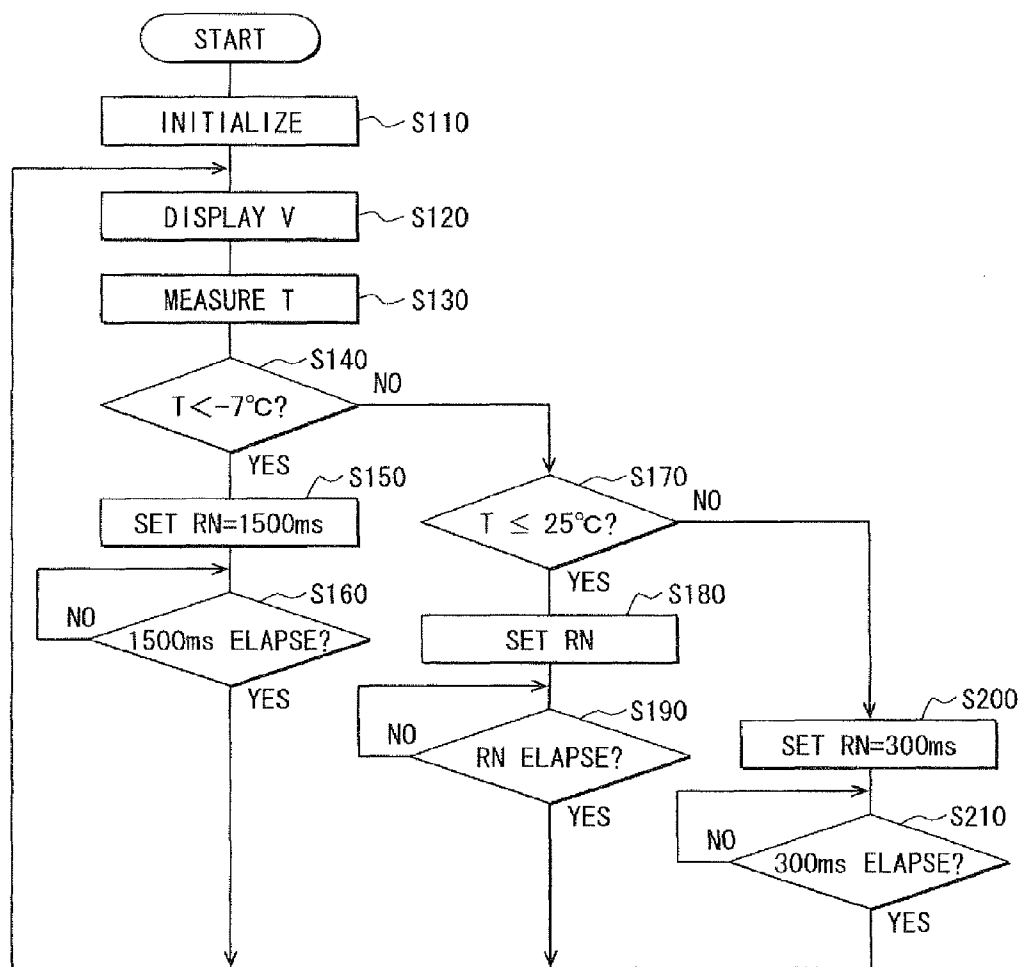 START
INITIALIZE
S110
DISPLAY V
S120
MEASURE T
S130
S140
T<-7°C?
NO
YES
S150
SET RN=1500ms
S160
1500ms ELAPSE?
NO
YES
S170
T ≤ 25°C?
NO
YES
S180
SET RN
S190
RN ELAPSE?
NO
YES
S200
SET RN=300ms
S210
300ms ELAPSE?
NO
YES